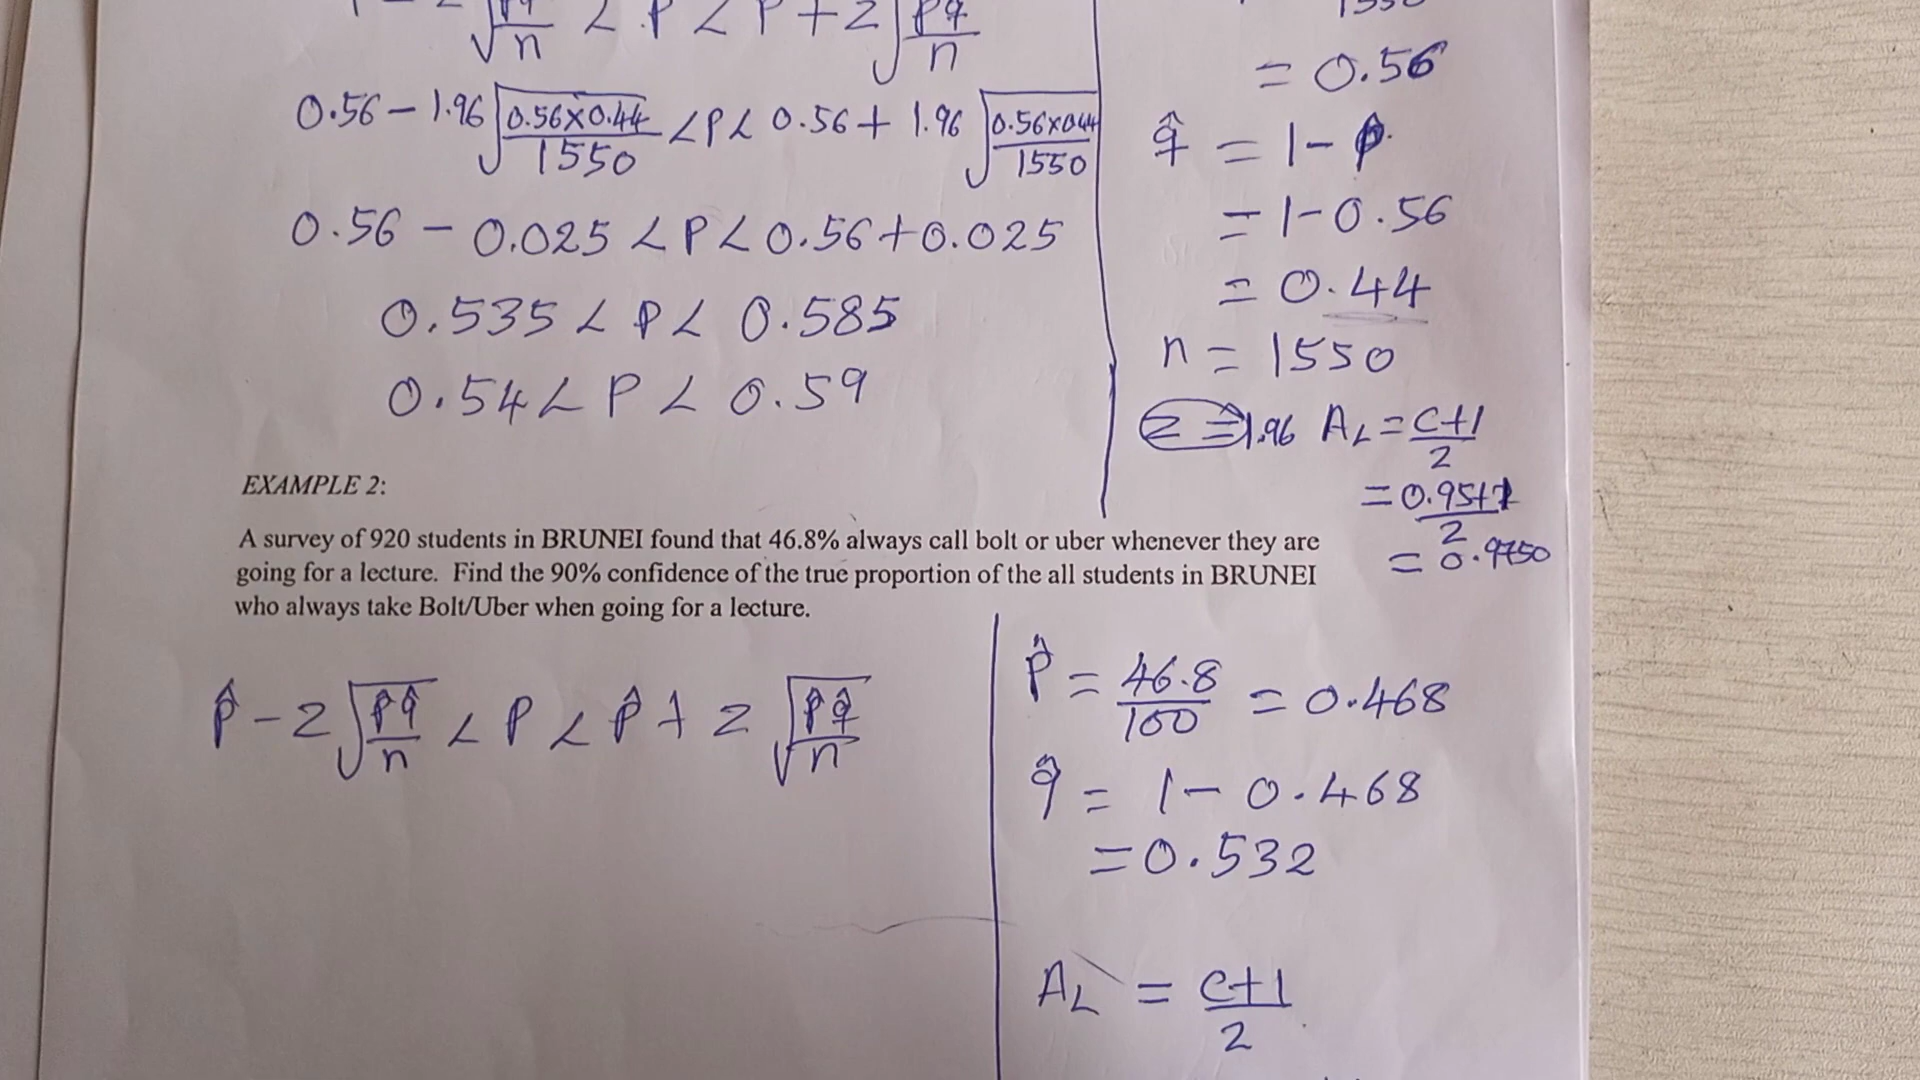 p̂ - z√(p̂q̂/n) < P < p̂ + z√(p̂q̂/n)
0.56 - 1.96 √(0.56×0.44/1550) < P < 0.56 + 1.96 √(0.56×0.44/1550)
0.56 - 0.025 < P < 0.56 + 0.025
0.535 < P < 0.585
0.54 < P < 0.59
1550
= 0.56
q̂ = 1 - p̂
= 1 - 0.56
= 0.44
n = 1550
z = 1.96 A_L = C+1/2
= 0.95+1/2
= 0.9750
EXAMPLE 2:
A survey of 920 students in BRUNEI found that 46.8% always call bolt or uber whenever they are
going for a lecture. Find the 90% confidence of the true proportion of the all students in BRUNEI
who always take Bolt/Uber when going for a lecture.
p̂ - z√(p̂q̂/n) < P < p̂ + z√(p̂q̂/n)
p̂ = 46.8/100 = 0.468
q̂ = 1 - 0.468
= 0.532
A_L = C+1/2